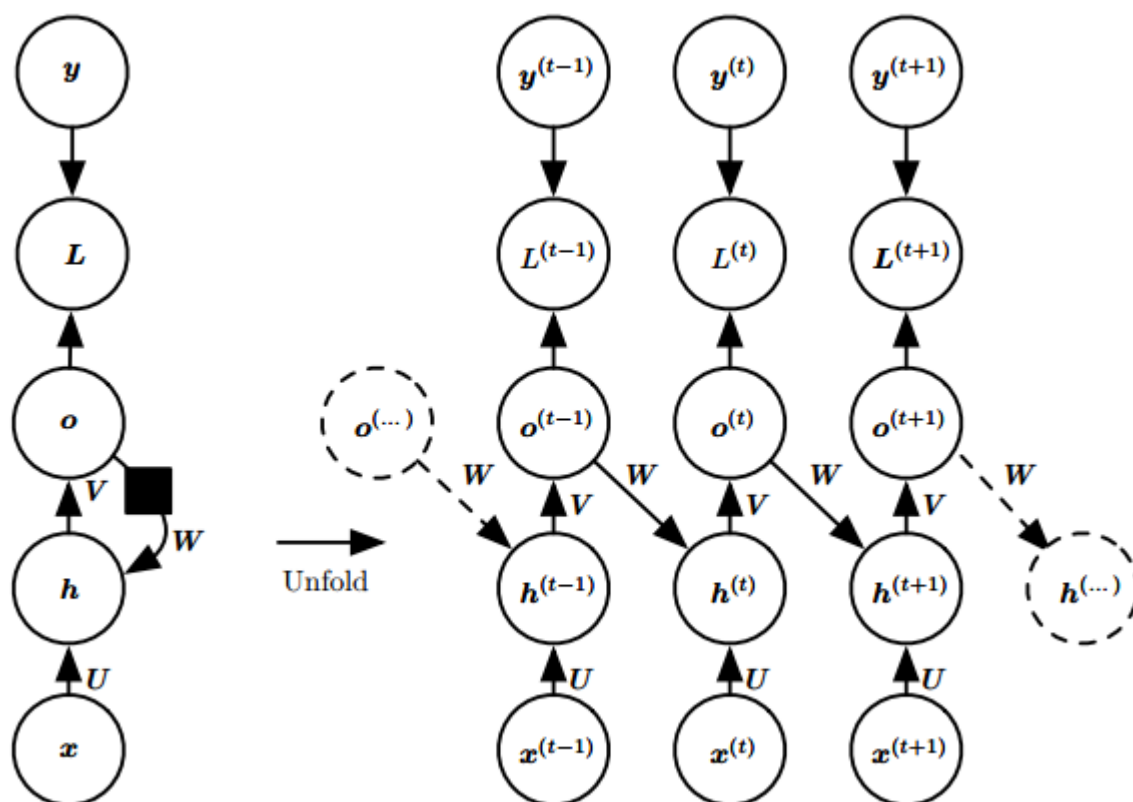 y y^{(t−1)} y^{(t)} y^{(t+1)}
L L^{(t−1)} L^{(t)} L^{(t+1)}
o o^{(...)} o^{(t−1)} o^{(t)} o^{(t+1)}
V W W W W W
V V V
h Unfold h^{(t−1)} h^{(t)} h^{(t+1)} h^{(...)}
U U U U
x x^{(t−1)} x^{(t)} x^{(t+1)}